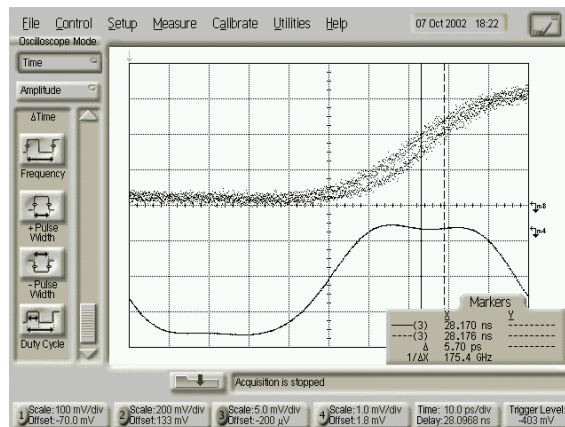 File Control Setup Measure Calibrate Utilities Help 07 Oct 2002 18:22
Oscilloscope Mode
Time
Amplitude
ΔTime
Frequency
+ Pulse
Width
- Pulse
Width
Duty Cycle
m8
m4
Markers
X Y
(3) 28.170 ns --------
(3) 28.176 ns --------
Δ 5.70 ps --------
1/ΔX 175.4 GHz
Acquisition is stopped
1 Scale: 100 mV/div 2 Scale: 200 mV/div 3 Scale: 5.0 mV/div 4 Scale: 1.0 mV/div Time: 10.0 ps/div Trigger Level:
Offset: -70.0 mV Offset: 133 mV Offset: -200 µV Offset: 1.8 mV Delay: 28.0968 ns -403 mV